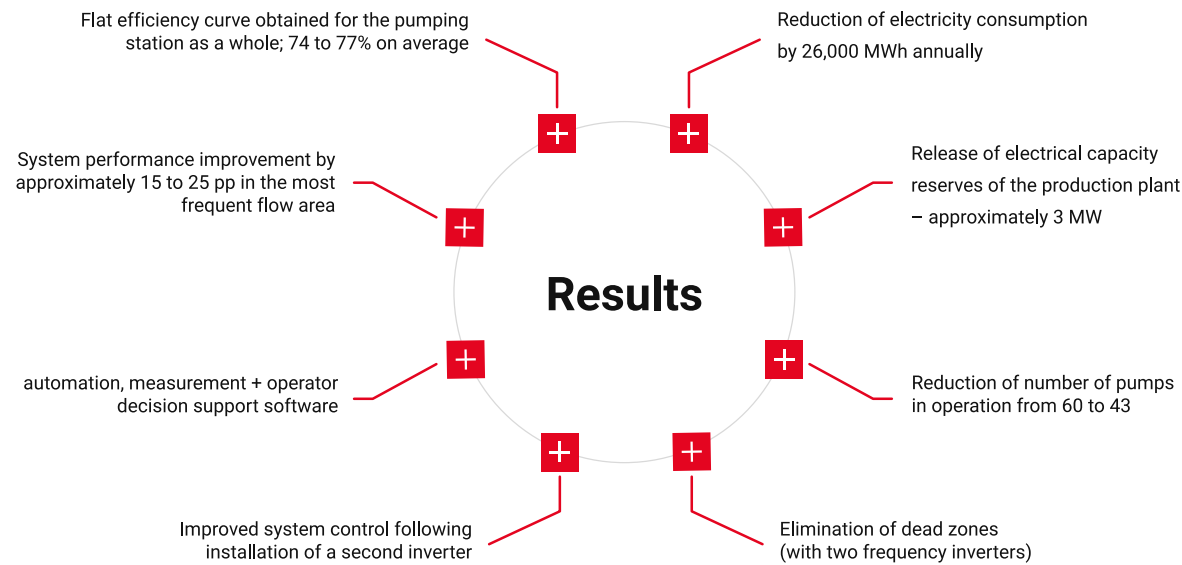 Flat efficiency curve obtained for the pumping
station as a whole; 74 to 77% on average
Reduction of electricity consumption
by 26,000 MWh annually
System performance improvement by
approximately 15 to 25 pp in the most
frequent flow area
Release of electrical capacity
reserves of the production plant
– approximately 3 MW
Results
automation, measurement + operator
decision support software
Reduction of number of pumps
in operation from 60 to 43
Improved system control following
installation of a second inverter
Elimination of dead zones
(with two frequency inverters)